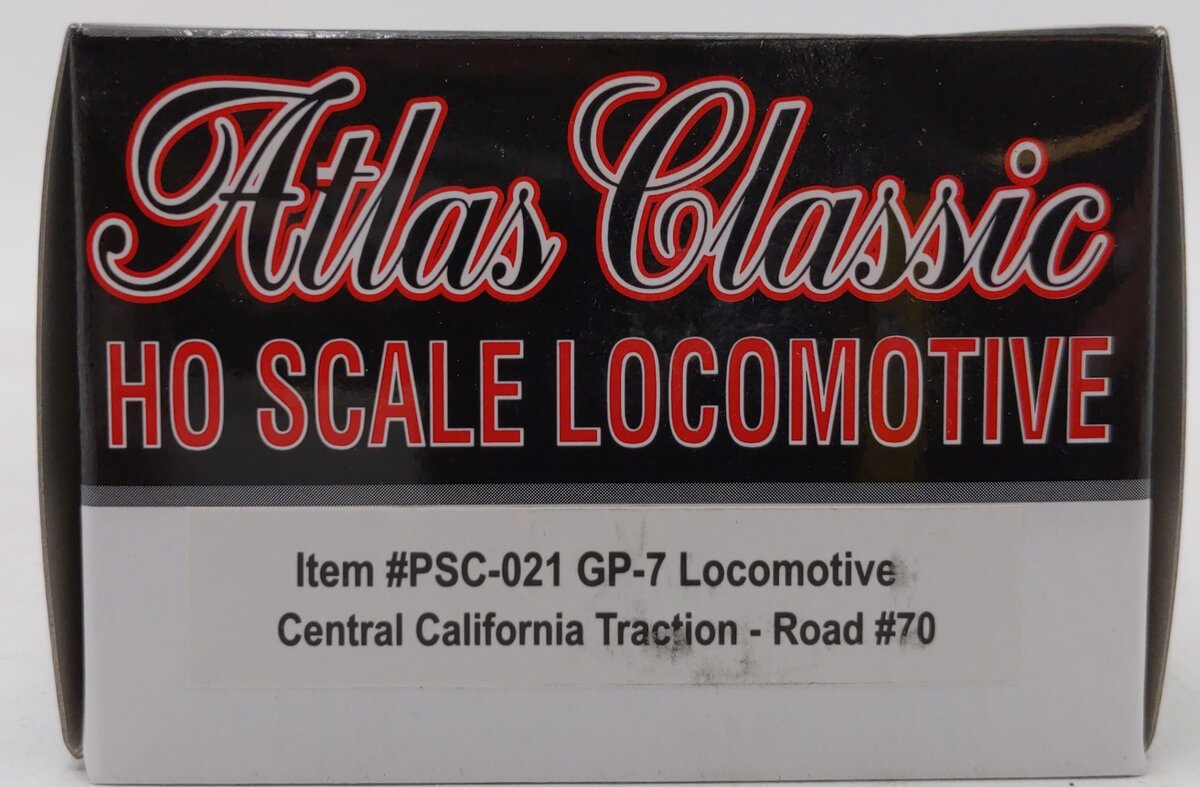 Atlas Classic
HO SCALE LOCOMOTIVE
Item #PSC-021 GP-7 Locomotive
Central California Traction - Road #70